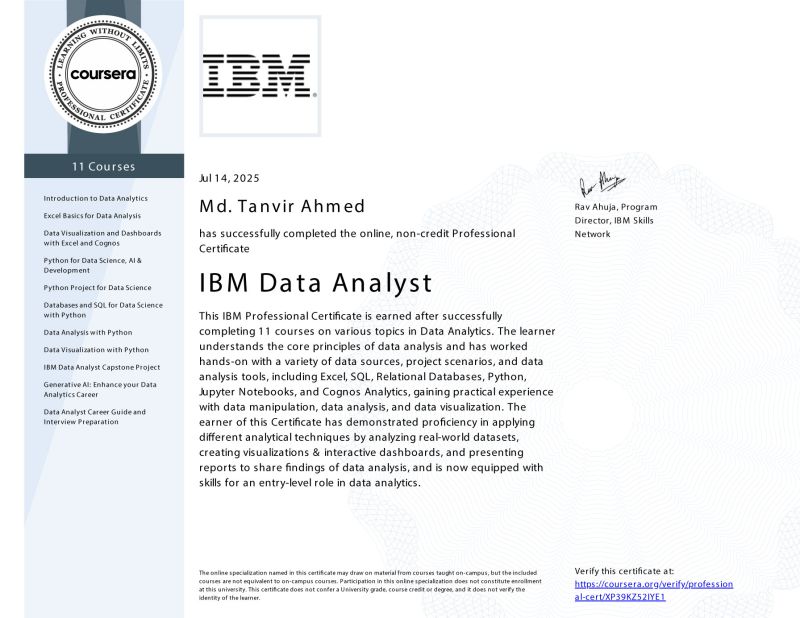 LEARNING WITHOUT LIMITS
coursera
PROFESSIONAL CERTIFICATE
11 Courses
Introduction to Data Analytics
Excel Basics for Data Analysis
Data Visualization and Dashboards
with Excel and Cognos
Python for Data Science, AI &
Development
Python Project for Data Science
Databases and SQL for Data Science
with Python
Data Analysis with Python
Data Visualization with Python
IBM Data Analyst Capstone Project
Generative AI: Enhance your Data
Analytics Career
Data Analyst Career Guide and
Interview Preparation
IBM®
Jul 14, 2025
Md. Tanvir Ahmed
has successfully completed the online, non-credit Professional
Certificate
IBM Data Analyst
This IBM Professional Certificate is earned after successfully
completing 11 courses on various topics in Data Analytics. The learner
understands the core principles of data analysis and has worked
hands-on with a variety of data sources, project scenarios, and data
analysis tools, including Excel, SQL, Relational Databases, Python,
Jupyter Notebooks, and Cognos Analytics, gaining practical experience
with data manipulation, data analysis, and data visualization. The
earner of this Certificate has demonstrated proficiency in applying
different analytical techniques by analyzing real-world datasets,
creating visualizations & interactive dashboards, and presenting
reports to share findings of data analysis, and is now equipped with
skills for an entry-level role in data analytics.
The online specialization named in this certificate may draw on material from courses taught on-campus, but the included
courses are not equivalent to on-campus courses. Participation in this online specialization does not constitute enrollment
at this university. This certificate does not confer a University grade, course credit or degree, and it does not verify the
identity of the learner.
Rav Ahuja
Rav Ahuja, Program
Director, IBM Skills
Network
Verify this certificate at:
https://coursera.org/verify/profession
al-cert/XP39KZ52IYE1